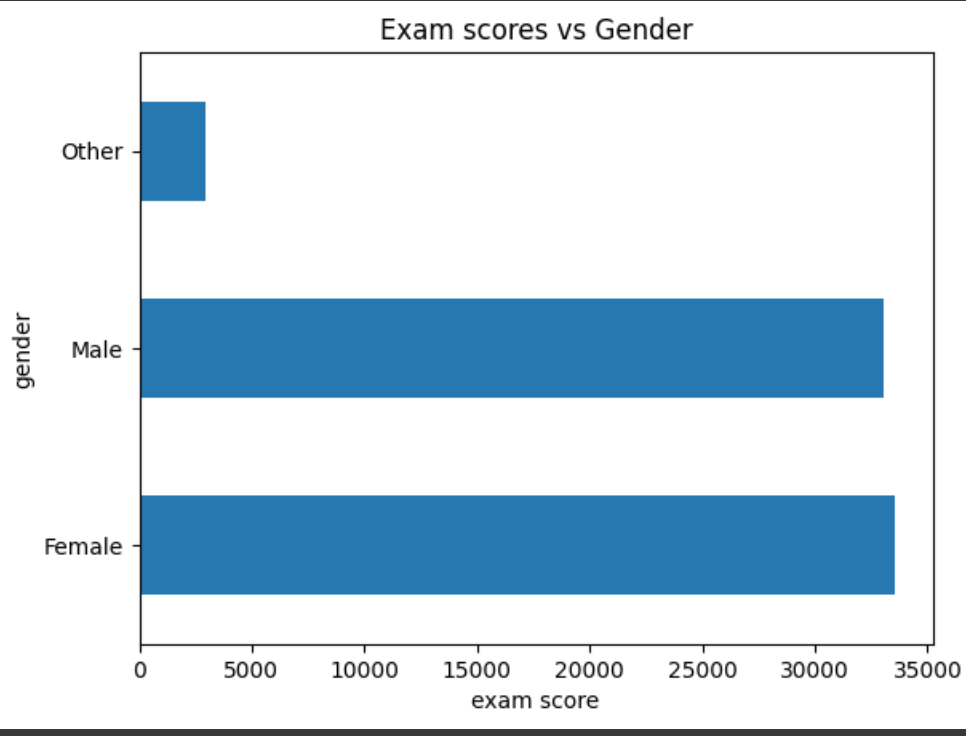 Exam scores vs Gender
Other
Male
Female
gender
0 5000 10000 15000 20000 25000 30000 35000
exam score